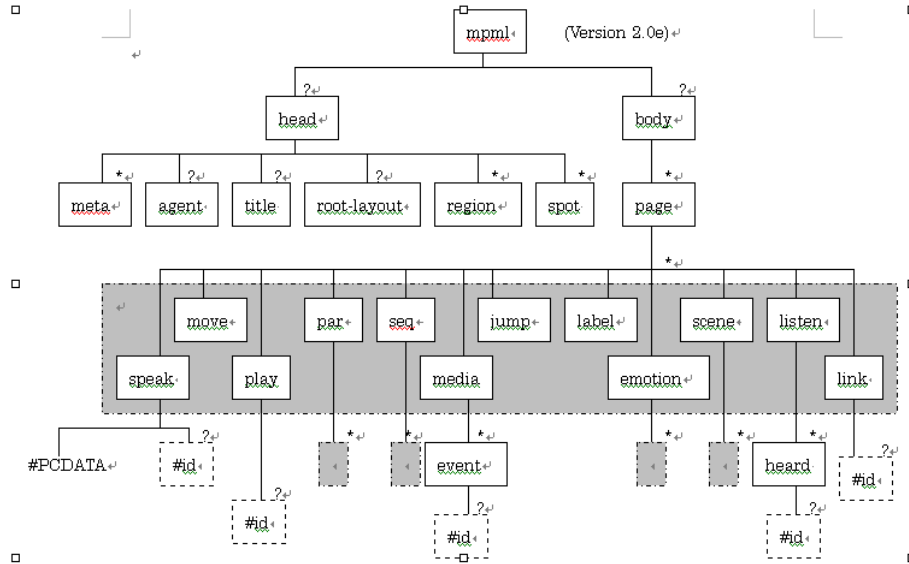 mpml (Version 2.0e)
? ?
head body
* ? ? ? * * *
meta agent title root-layout region spot page
*
move par seq jump label scene listen
speak play media emotion link
? * * * * * * ?
#PCDATA #id event heard #id
? ? ?
#id #id #id